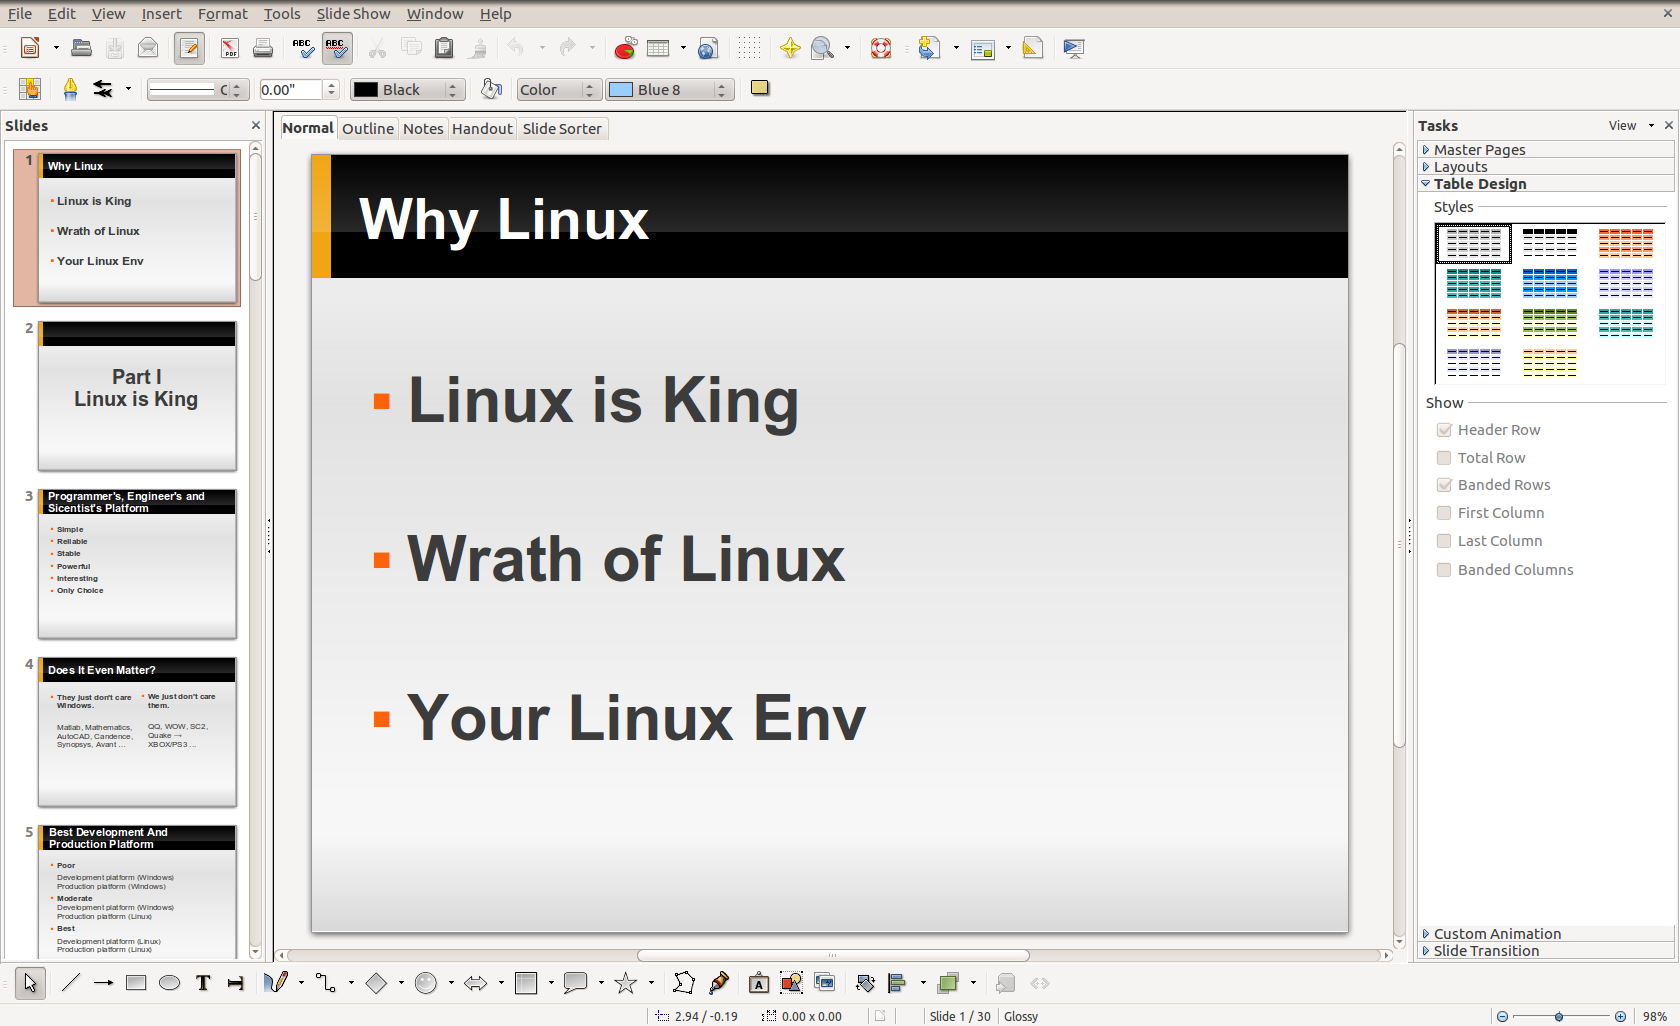 File Edit View Insert Format Tools Slide Show Window Help
ABC ABC
0.00" Black Color Blue 8
Slides
Normal Outline Notes Handout Slide Sorter
Tasks View
1
Why Linux
Linux is King
Wrath of Linux
Your Linux Env
2
Part I
Linux is King
3
Programmer's, Engineer's and
Sicentist's Platform
Simple
Reliable
Stable
Powerful
Interesting
Only Choice
4
Does It Even Matter?
They just don't care
Windows.
Matlab, Mathematics,
AutoCAD, Candence,
Synopsys, Avant ...
We just don't care
them.
QQ, WOW, SC2,
Quake →
XBOX/PS3 ...
5
Best Development And
Production Platform
Poor
Development platform (Windows)
Production platform (Windows)
Moderate
Development platform (Windows)
Production platform (Linux)
Best
Development platform (Linux)
Production platform (Linux)
Why Linux
Linux is King
Wrath of Linux
Your Linux Env
Master Pages
Layouts
Table Design
Styles
Show
Header Row
Total Row
Banded Rows
First Column
Last Column
Banded Columns
Custom Animation
Slide Transition
T
A
2.94 / -0.19 0.00 x 0.00 Slide 1 / 30 Glossy 98%